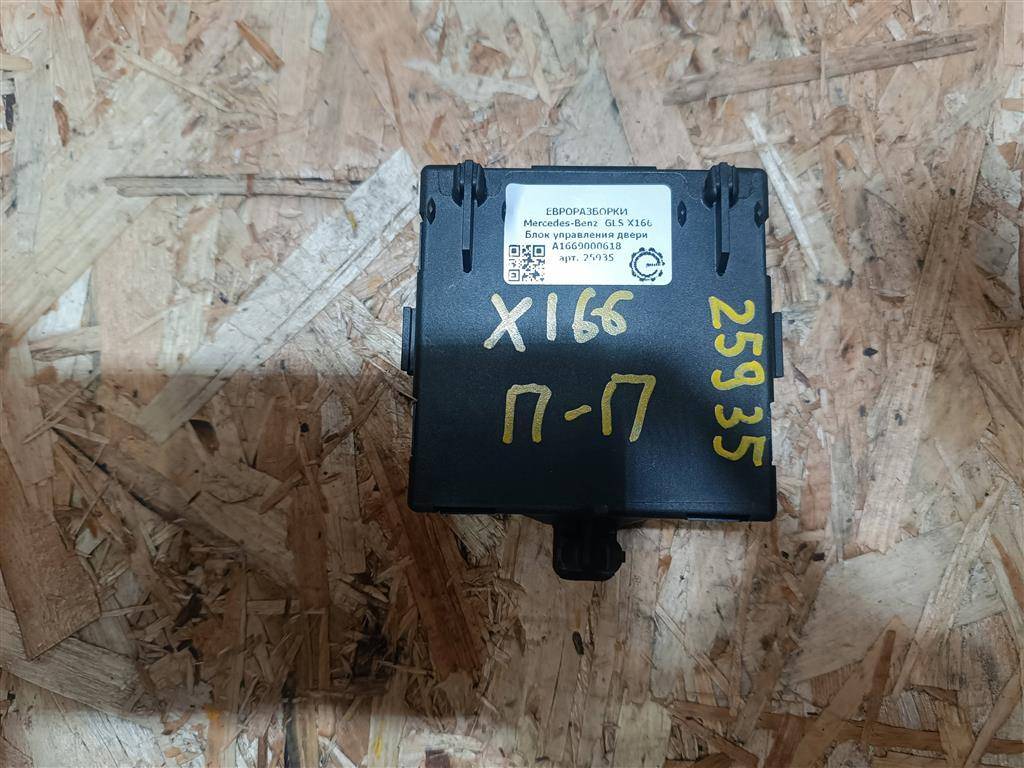 ЕВРОРАЗБОРКИ
Mercedes-Benz GLS X166
Блок управления двери
A1669000618
арт. 25935
X166
П-П
25935